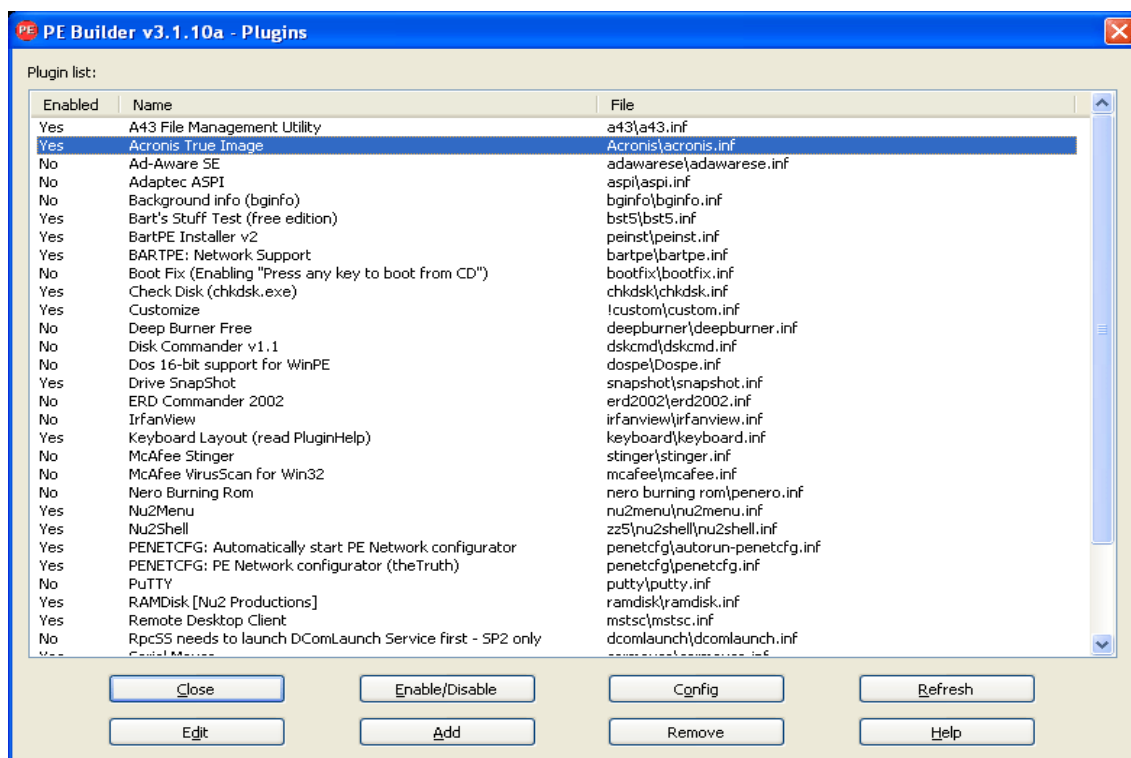 PE PE Builder v3.1.10a - Plugins
Plugin list:
Enabled Name File
Yes A43 File Management Utility a43\a43.inf
Yes Acronis True Image Acronis\acronis.inf
No Ad-Aware SE adawarese\adawarese.inf
No Adaptec ASPI aspi\aspi.inf
No Background info (bginfo) bginfo\bginfo.inf
Yes Bart's Stuff Test (free edition) bst5\bst5.inf
Yes BartPE Installer v2 peinst\peinst.inf
Yes BARTPE: Network Support bartpe\bartpe.inf
No Boot Fix (Enabling "Press any key to boot from CD") bootfix\bootfix.inf
Yes Check Disk (chkdsk.exe) chkdsk\chkdsk.inf
Yes Customize !custom\custom.inf
No Deep Burner Free deepburner\deepburner.inf
No Disk Commander v1.1 dskcmd\dskcmd.inf
No Dos 16-bit support for WinPE dospe\Dospe.inf
Yes Drive SnapShot snapshot\snapshot.inf
No ERD Commander 2002 erd2002\erd2002.inf
No IrfanView irfanview\irfanview.inf
Yes Keyboard Layout (read PluginHelp) keyboard\keyboard.inf
No McAfee Stinger stinger\stinger.inf
No McAfee VirusScan for Win32 mcafee\mcafee.inf
No Nero Burning Rom nero burning rom\penero.inf
Yes Nu2Menu nu2menu\nu2menu.inf
Yes Nu2Shell zz5\nu2shell\nu2shell.inf
Yes PENETCFG: Automatically start PE Network configurator penetcfg\autorun-penetcfg.inf
Yes PENETCFG: PE Network configurator (theTruth) penetcfg\penetcfg.inf
No PuTTY putty\putty.inf
Yes RAMDisk [Nu2 Productions] ramdisk\ramdisk.inf
Yes Remote Desktop Client mstsc\mstsc.inf
No RpcSS needs to launch DComLaunch Service first - SP2 only dcomlaunch\dcomlaunch.inf
Close Enable/Disable Config Refresh
Edit Add Remove Help